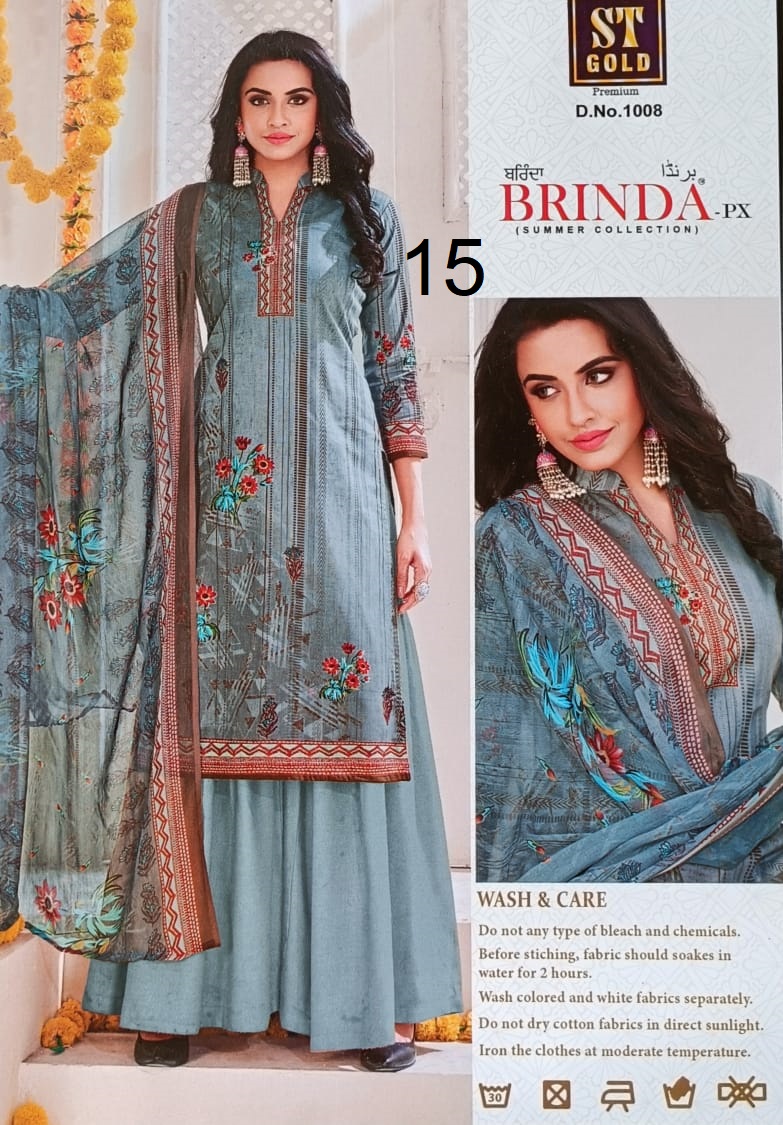 ST
GOLD
Premium
D.No.1008
ਬਰਿੰਦਾ برنڈا
BRINDA-PX
(SUMMER COLLECTION)
15
WASH & CARE
Do not any type of bleach and chemicals.
Before stiching, fabric should soakes in
water for 2 hours.
Wash colored and white fabrics separately.
Do not dry cotton fabrics in direct sunlight.
Iron the clothes at moderate temperature.
30